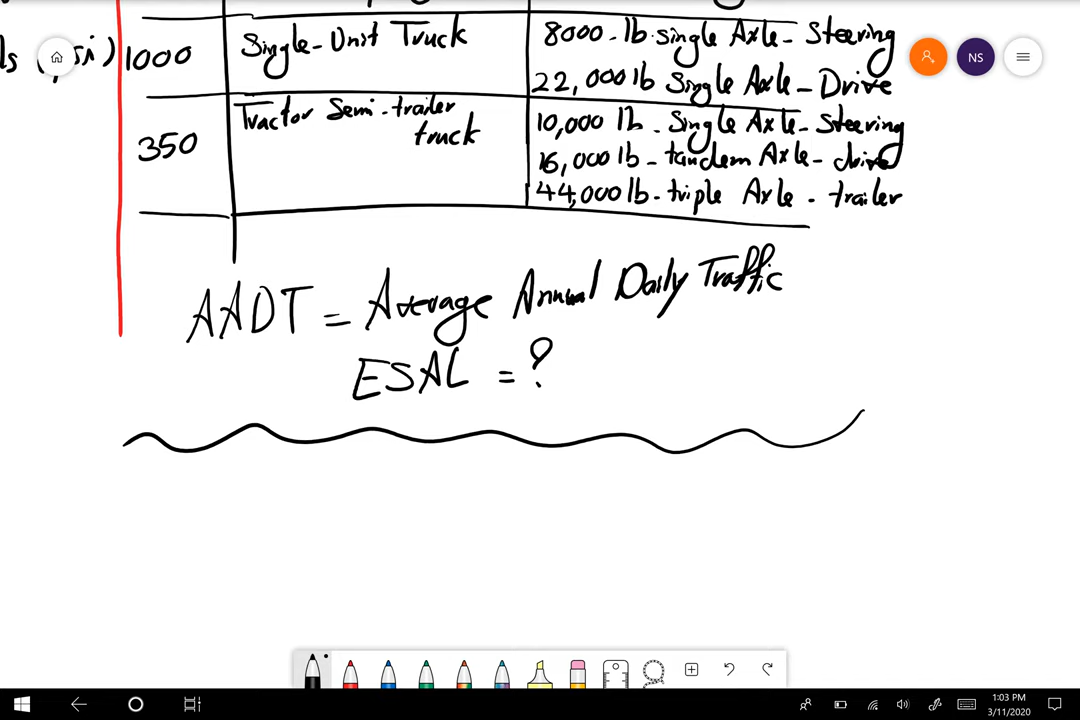 1000
Single-Unit Truck
8000-lb. Single Axle-Steering
22,000 lb Single Axle-Drive
350
Tractor Semi-trailer
truck
10,000 lb-Single Axle-Steering
16,000 lb-tandem Axle-drive
44,000 lb-triple Axle-trailer
AADT = Average Annual Daily Traffic
ESAL = ?
NS
1:03 PM
3/11/2020